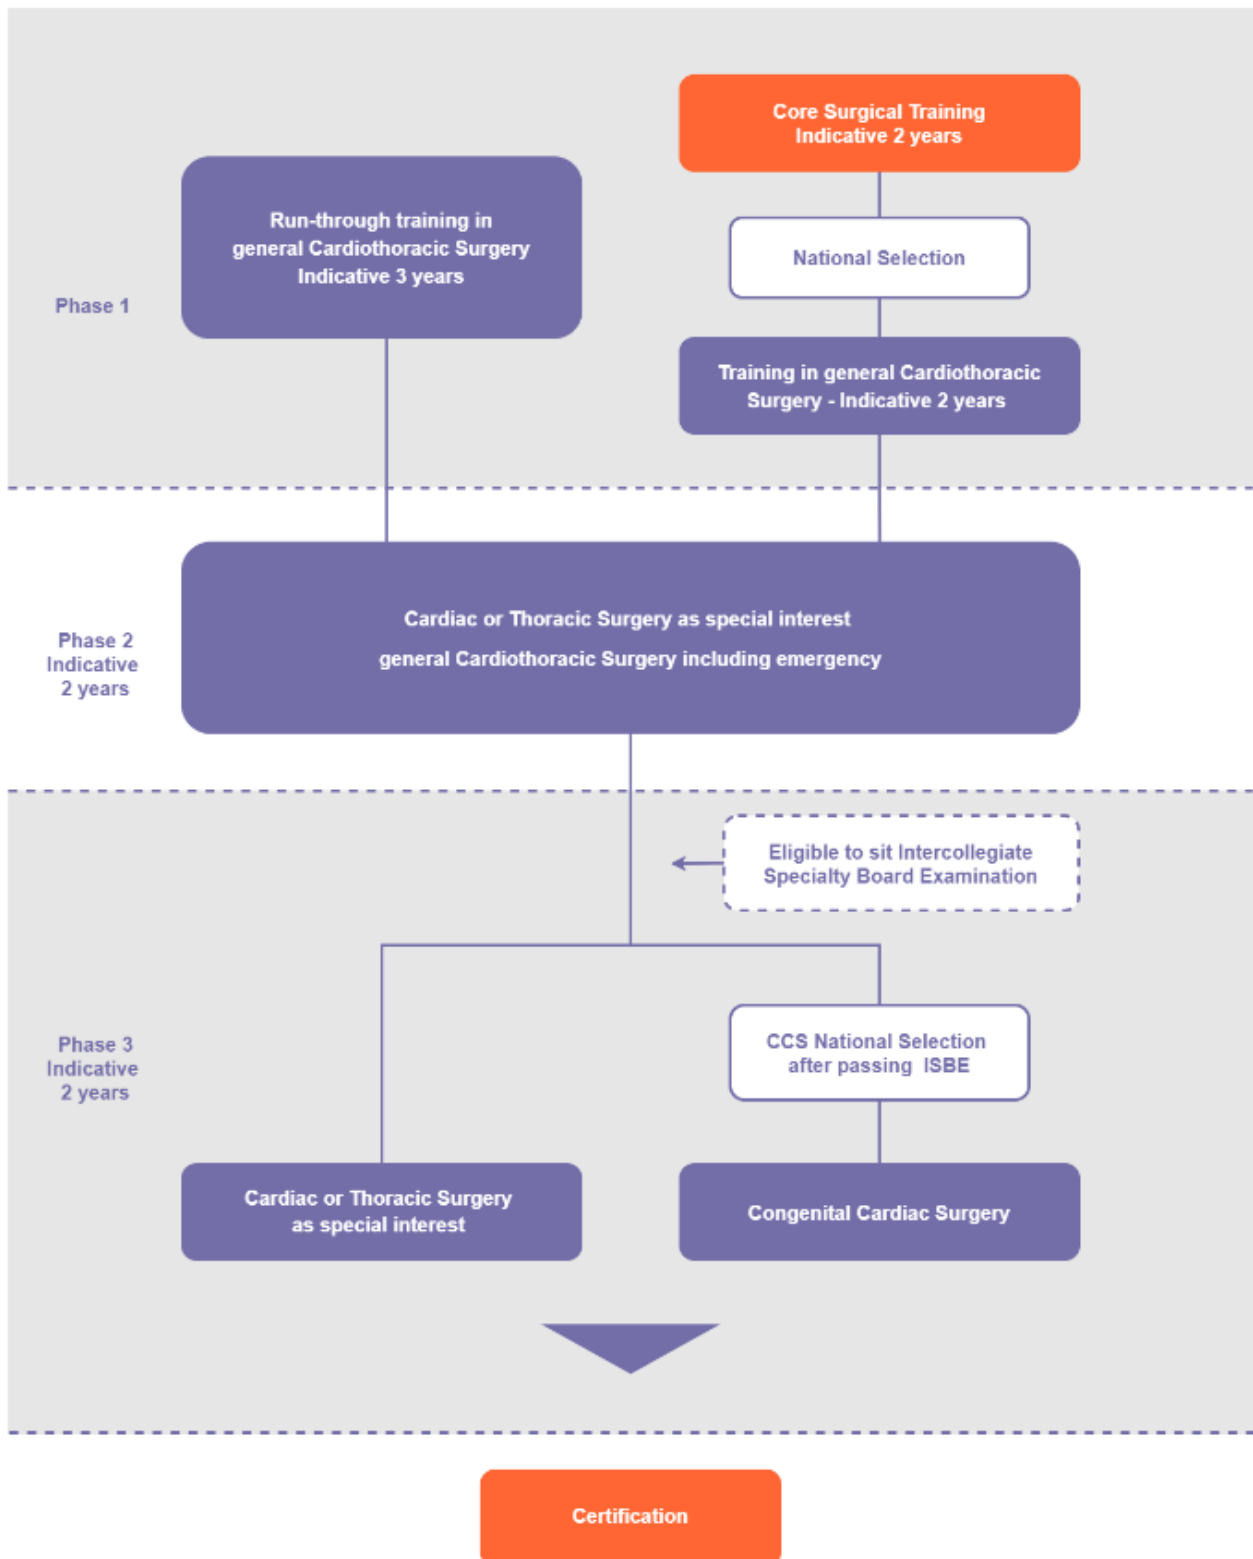 Core Surgical Training
Indicative 2 years
Run-through training in
general Cardiothoracic Surgery
Indicative 3 years
National Selection
Phase 1
Training in general Cardiothoracic
Surgery - Indicative 2 years
Cardiac or Thoracic Surgery as special interest
general Cardiothoracic Surgery including emergency
Phase 2
Indicative
2 years
Eligible to sit Intercollegiate
Specialty Board Examination
CCS National Selection
after passing ISBE
Phase 3
Indicative
2 years
Cardiac or Thoracic Surgery
as special interest
Congenital Cardiac Surgery
Certification